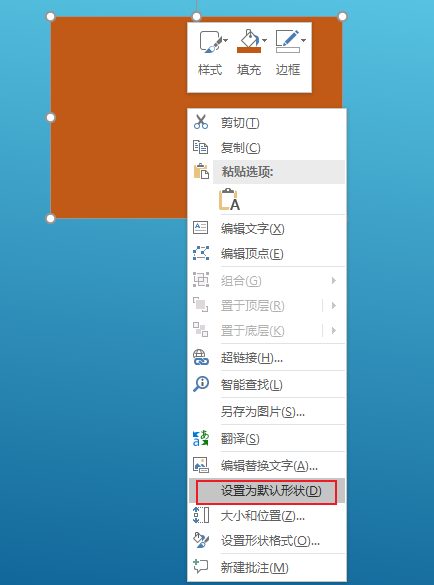 样式 填充 边框
剪切(T)
复制(C)
粘贴选项:
A
编辑文字(X)
编辑顶点(E)
组合(G)
置于顶层(R)
置于底层(K)
超链接(H)...
智能查找(L)
另存为图片(S)...
翻译(S)
编辑替换文字(A)...
设置为默认形状(D)
大小和位置(Z)...
设置形状格式(O)...
新建批注(M)